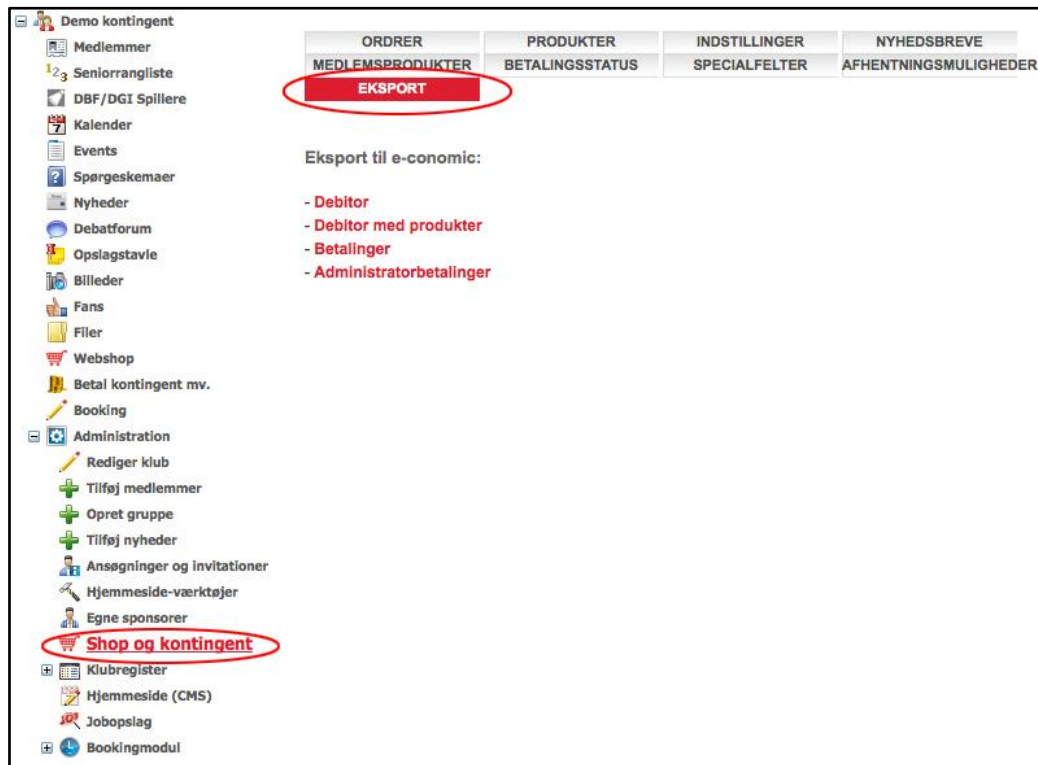 Demo kontingent
Medlemmer
123 Seniorrangliste
DBF/DGI Spillere
7 Kalender
Events
? Spørgeskemaer
Nyheder
Debatforum
Opslagstavle
Billeder
Fans
Filer
Webshop
Betal kontingent mv.
Booking
Administration
Rediger klub
Tilføj medlemmer
Opret gruppe
Tilføj nyheder
Ansøgninger og invitationer
Hjemmeside-værktøjer
Egne sponsorer
Shop og kontingent
Klubregister
Hjemmeside (CMS)
JOB Jobopslag
Bookingmodul
ORDRER PRODUKTER INDSTILLINGER NYHEDSBREVE
MEDLEMSPRODUKTER BETALINGSSTATUS SPECIALFELTER AFHENTNINGSMULIGHEDER
EKSPORT
Eksport til e-conomic:
- Debitor
- Debitor med produkter
- Betalinger
- Administratorbetalinger